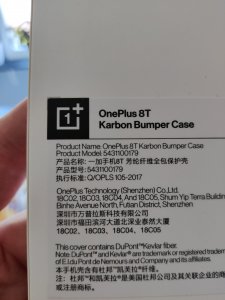 OnePlus 8T
Karbon Bumper Case
Product Name: OnePlus 8T Karbon Bumper Case
Product Model: 5431100179
产品名称: 一加手机8T 芳纶纤维全包保护壳
产品型号: 5431100179
执行标准: Q/OPLS 105-2017
OnePlus Technology (Shenzhen) Co., Ltd.
18C02, 18C03, 18C04, And 18C05, Shum Yip Terra Building
Binhe Avenue North, Futian District, Shenzhen
深圳市万普拉斯科技有限公司
深圳市福田滨河大道北深业泰然大厦
18C02, 18C03, 18C04, 18C05
This cover contains DuPont™ Kevlar® fiber.
Note DuPont™ and Kevlar® are trademark or registered trademark
of E.I.du Pont de Nemours and Company and its affiliates.
本手机壳含有杜邦™凯芙拉®纤维。
注: 杜邦™和凯芙拉®是美国杜邦公司及其关联企业的商
标或注册商标。